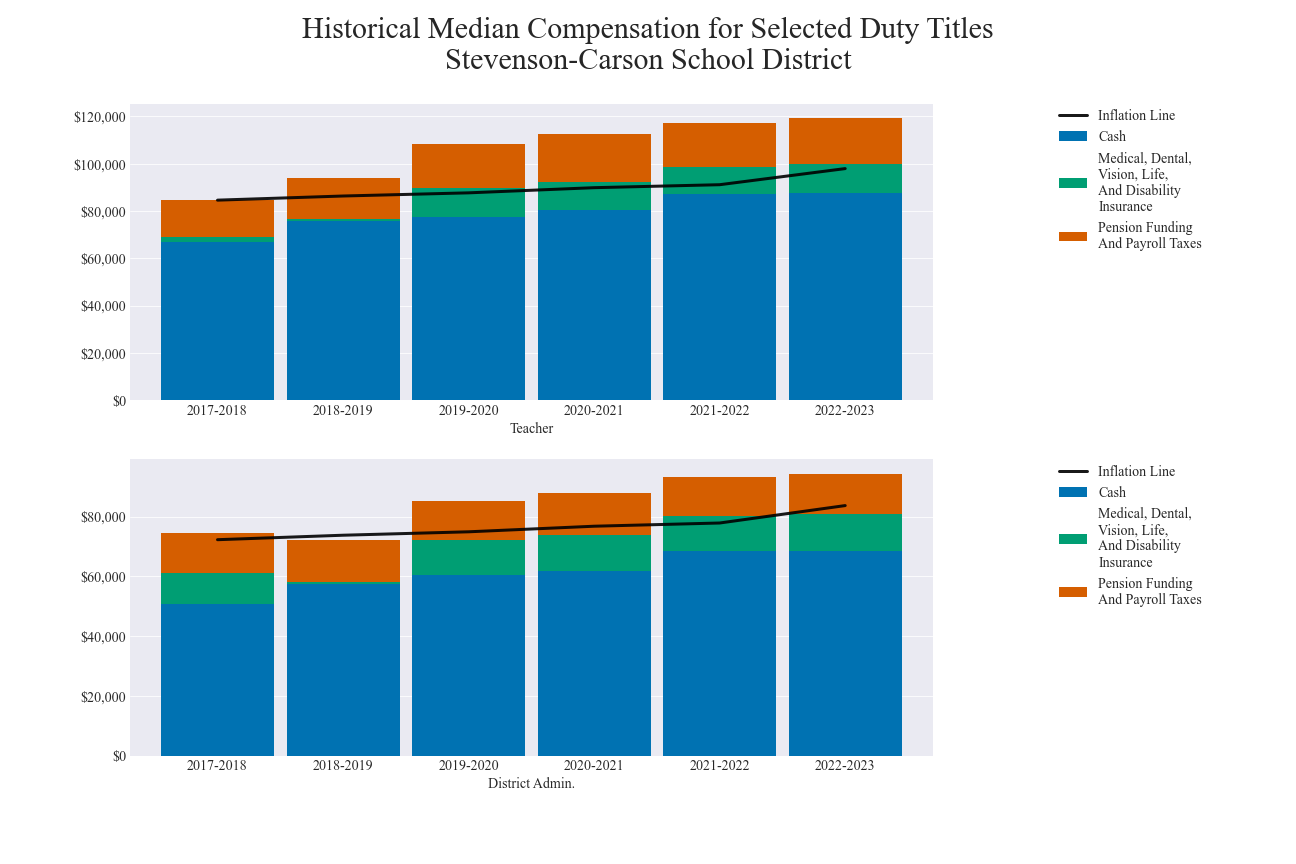 Historical Median Compensation for Selected Duty Titles
Stevenson-Carson School District
$120,000
$100,000
$80,000
$60,000
$40,000
$20,000
$0
2017-2018
2018-2019
2019-2020
2020-2021
2021-2022
2022-2023
Teacher
Inflation Line
Cash
Medical, Dental,
Vision, Life,
And Disability
Insurance
Pension Funding
And Payroll Taxes
$80,000
$60,000
$40,000
$20,000
$0
2017-2018
2018-2019
2019-2020
2020-2021
2021-2022
2022-2023
District Admin.
Inflation Line
Cash
Medical, Dental,
Vision, Life,
And Disability
Insurance
Pension Funding
And Payroll Taxes